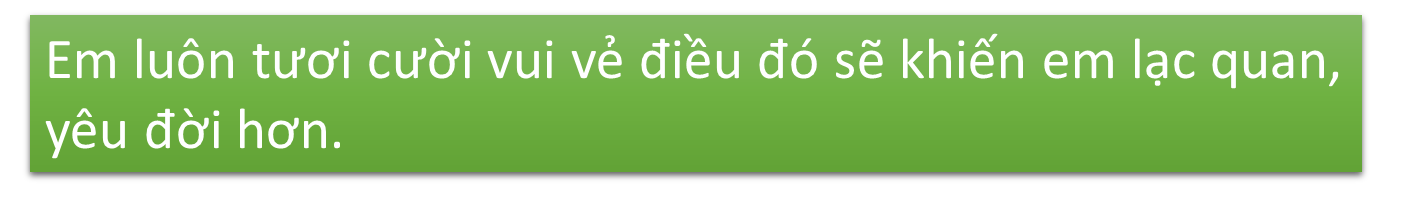 Em luôn tươi cười vui vẻ điều đó sẽ khiến em lạc quan,
yêu đời hơn.